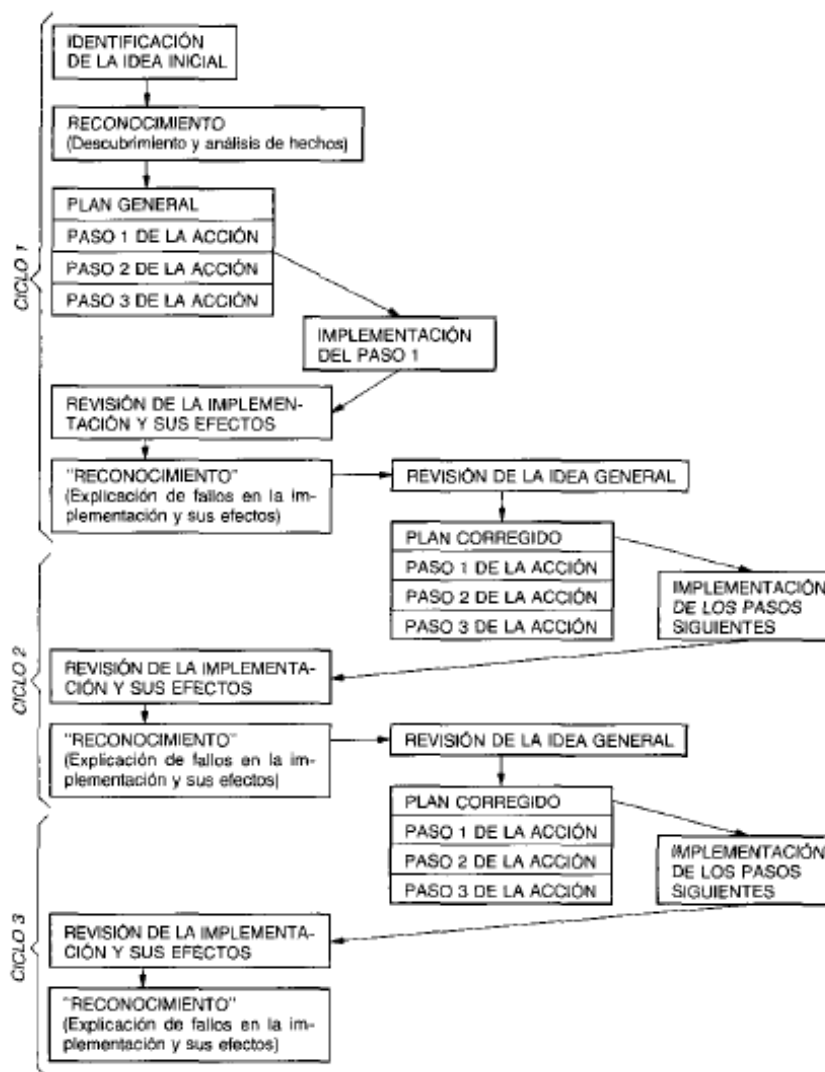 IDENTIFICACIÓN
DE LA IDEA INICIAL
RECONOCIMIENTO
(Descubrimiento y análisis de hechos)
PLAN GENERAL
PASO 1 DE LA ACCIÓN
PASO 2 DE LA ACCIÓN
PASO 3 DE LA ACCIÓN
CICLO 1
IMPLEMENTACIÓN
DEL PASO 1
REVISIÓN DE LA IMPLEMEN-
TACIÓN Y SUS EFECTOS
"RECONOCIMIENTO"
(Explicación de fallos en la im-
plementación y sus efectos)
REVISIÓN DE LA IDEA GENERAL
PLAN CORREGIDO
PASO 1 DE LA ACCIÓN
PASO 2 DE LA ACCIÓN
PASO 3 DE LA ACCIÓN
IMPLEMENTACIÓN
DE LOS PASOS
SIGUIENTES
CICLO 2
REVISIÓN DE LA IMPLEMENTA-
CIÓN Y SUS EFECTOS
"RECONOCIMIENTO"
(Explicación de fallos en la im-
plementación y sus efectos)
REVISIÓN DE LA IDEA GENERAL
PLAN CORREGIDO
PASO 1 DE LA ACCIÓN
PASO 2 DE LA ACCIÓN
PASO 3 DE LA ACCIÓN
IMPLEMENTACIÓN
DE LOS PASOS
SIGUIENTES
CICLO 3
REVISIÓN DE LA IMPLEMENTA-
CIÓN Y SUS EFECTOS
"RECONOCIMIENTO"
(Explicación de fallos en la im-
plementación y sus efectos)